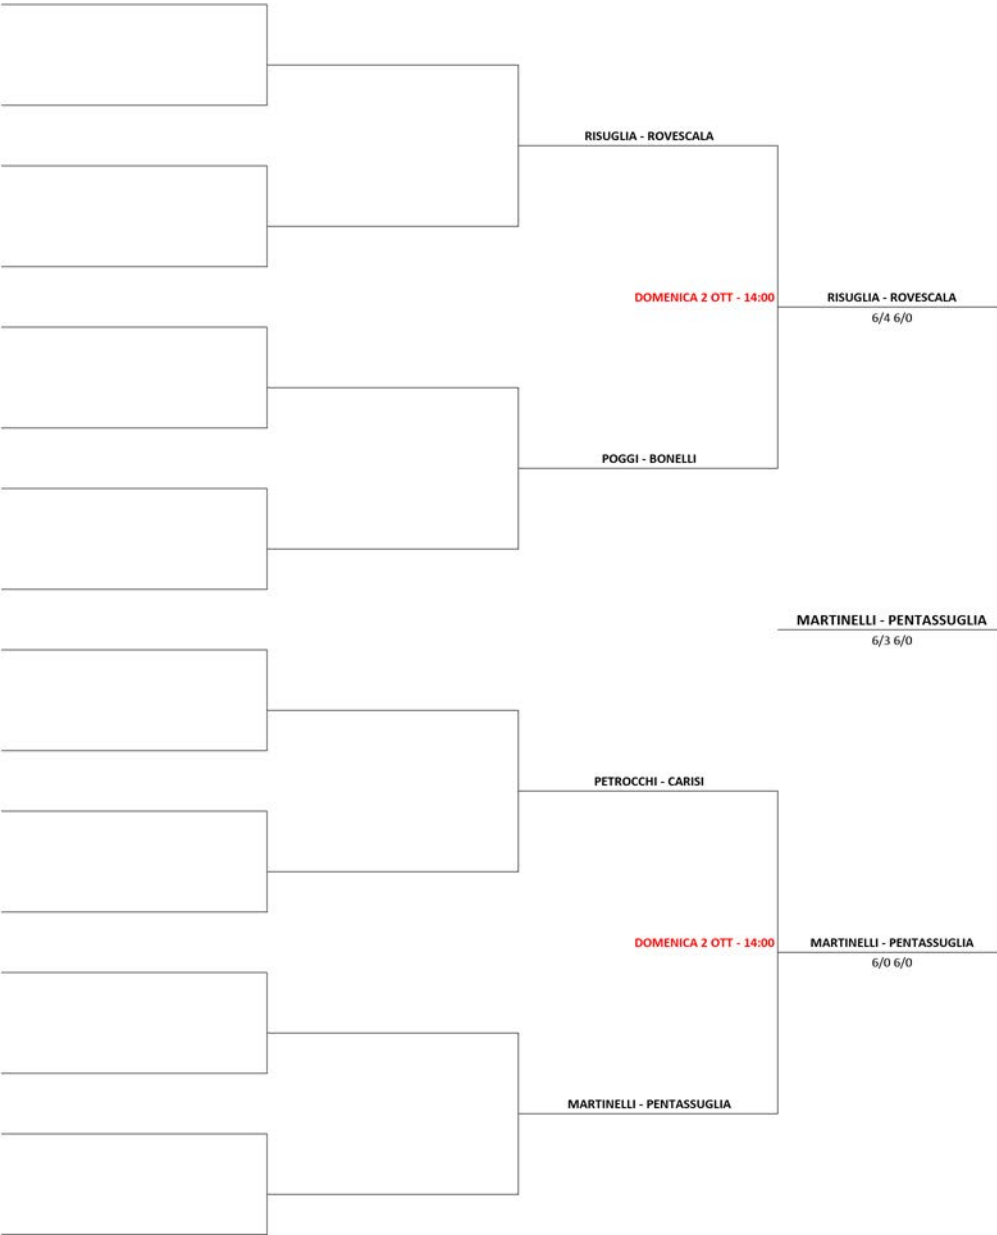 RISUGLIA - ROVESCALA
DOMENICA 2 OTT - 14:00
RISUGLIA - ROVESCALA
6/4 6/0
POGGI - BONELLI
MARTINELLI - PENTASSUGLIA
6/3 6/0
PETROCCHI - CARISI
DOMENICA 2 OTT - 14:00
MARTINELLI - PENTASSUGLIA
6/0 6/0
MARTINELLI - PENTASSUGLIA